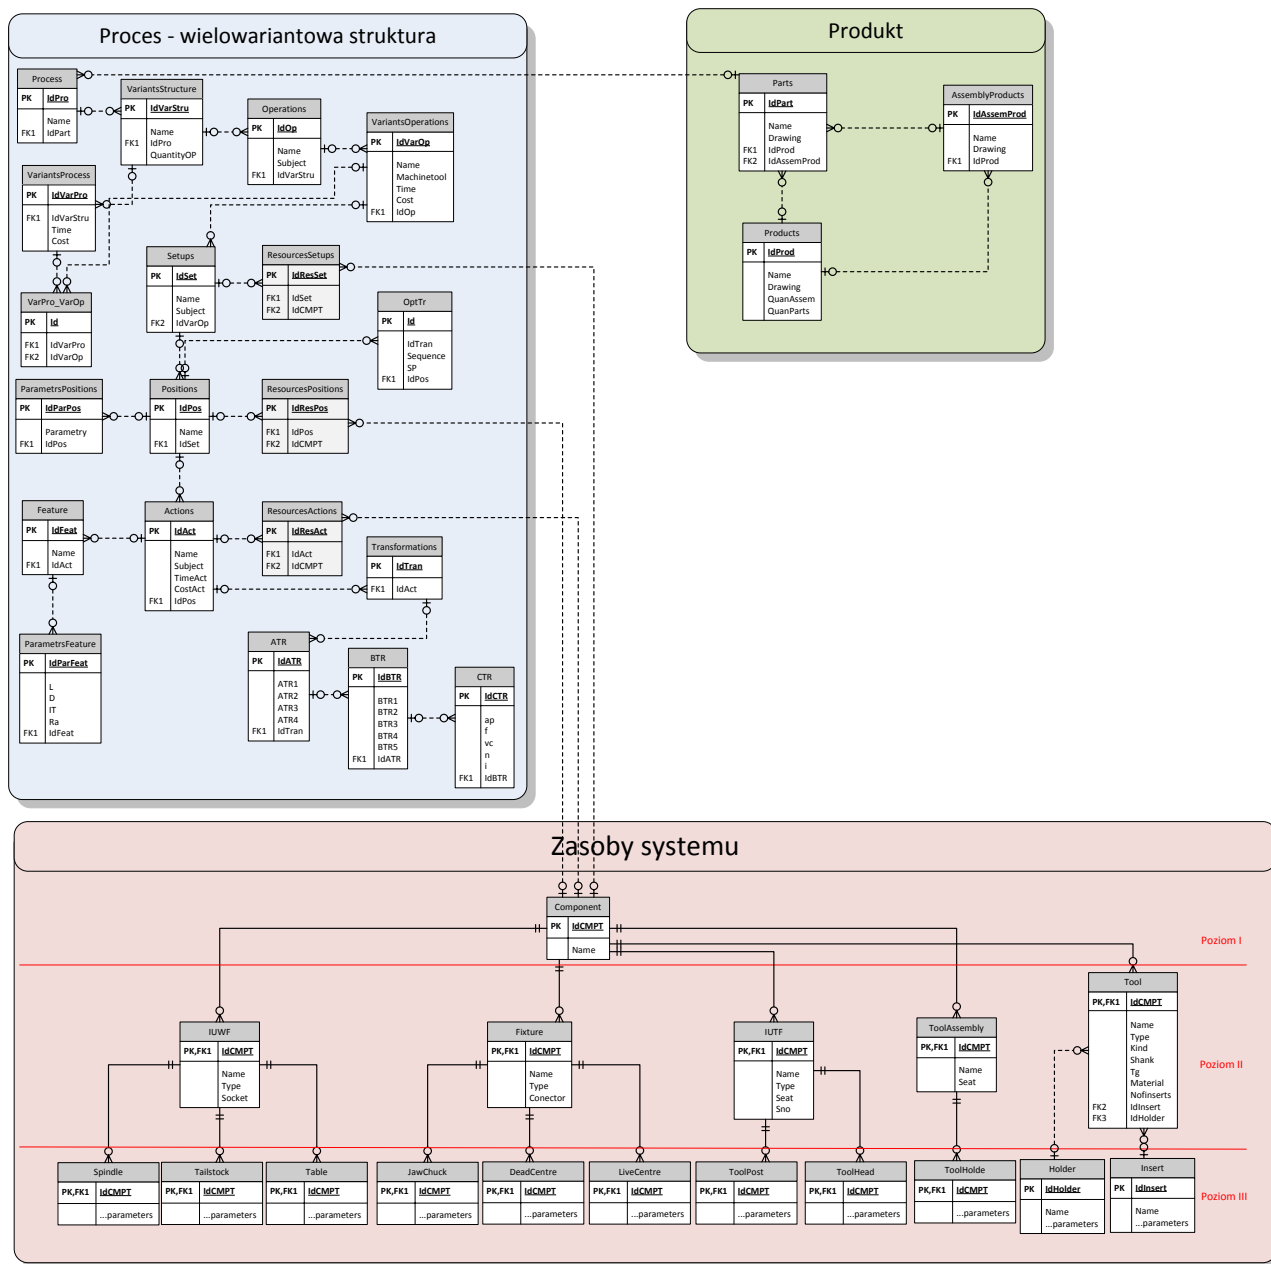 Proces - wielowariantowa struktura
Process
PK IdPro
Name
FK1 IdPart
VariantsStructure
PK IdVarStru
Name
FK1 IdPro
QuantityOP
Operations
PK IdOp
Name
Subject
FK1 IdVarStru
VariantsOperations
PK IdVarOp
Name
Machinetool
Time
Cost
FK1 IdOp
VariantsProcess
PK IdVarPro
FK1 IdVarStru
Time
Cost
Setups
PK IdSet
Name
Subject
FK2 IdVarOp
ResourcesSetups
PK IdResSet
FK1 IdSet
FK2 IdCMPT
VarPro_VarOp
PK Id
FK1 IdVarPro
FK2 IdVarOp
OptTr
PK Id
IdTran
Sequence
SP
FK1 IdPos
ParametrsPositions
PK IdParPos
Parametry
FK1 IdPos
Positions
PK IdPos
Name
FK1 IdSet
ResourcesPositions
PK IdResPos
FK1 IdPos
FK2 IdCMPT
Feature
PK IdFeat
Name
FK1 IdAct
Actions
PK IdAct
Name
Subject
TimeAct
CostAct
FK1 IdPos
ResourcesActions
PK IdResAct
FK1 IdAct
FK2 IdCMPT
Transformations
PK IdTran
FK1 IdAct
ParametrsFeature
PK IdParFeat
L
D
IT
Ra
FK1 IdFeat
ATR
PK IdATR
ATR1
ATR2
ATR3
ATR4
FK1 IdTran
BTR
PK IdBTR
BTR1
BTR2
BTR3
BTR4
BTR5
FK1 IdATR
CTR
PK IdCTR
ap
f
vc
n
i
FK1 IdBTR
Produkt
Parts
PK IdPart
Name
Drawing
FK1 IdProd
FK2 IdAssemProd
AssemblyProducts
PK IdAssemProd
Name
Drawing
FK1 IdProd
Products
PK IdProd
Name
Drawing
QuanAssem
QuanParts
Zasoby systemu
Component
PK IdCMPT
Name
Poziom I
IUWF
PK,FK1 IdCMPT
Name
Type
Socket
Fixture
PK,FK1 IdCMPT
Name
Type
Conector
IUTF
PK,FK1 IdCMPT
Name
Type
Seat
Sno
ToolAssembly
PK,FK1 IdCMPT
Name
Seat
Tool
PK,FK1 IdCMPT
Name
Type
Kind
Shank
Tg
Material
Nofinserts
FK2 IdInsert
FK3 IdHolder
Poziom II
Spindle
PK,FK1 IdCMPT
...parameters
Tailstock
PK,FK1 IdCMPT
...parameters
Table
PK,FK1 IdCMPT
...parameters
JawChuck
PK,FK1 IdCMPT
...parameters
DeadCentre
PK,FK1 IdCMPT
...parameters
LiveCentre
PK,FK1 IdCMPT
...parameters
ToolPost
PK,FK1 IdCMPT
...parameters
ToolHead
PK,FK1 IdCMPT
...parameters
ToolHolde
PK,FK1 IdCMPT
...parameters
Holder
PK IdHolder
Name
...parameters
Insert
PK IdInsert
Name
...parameters
Poziom III